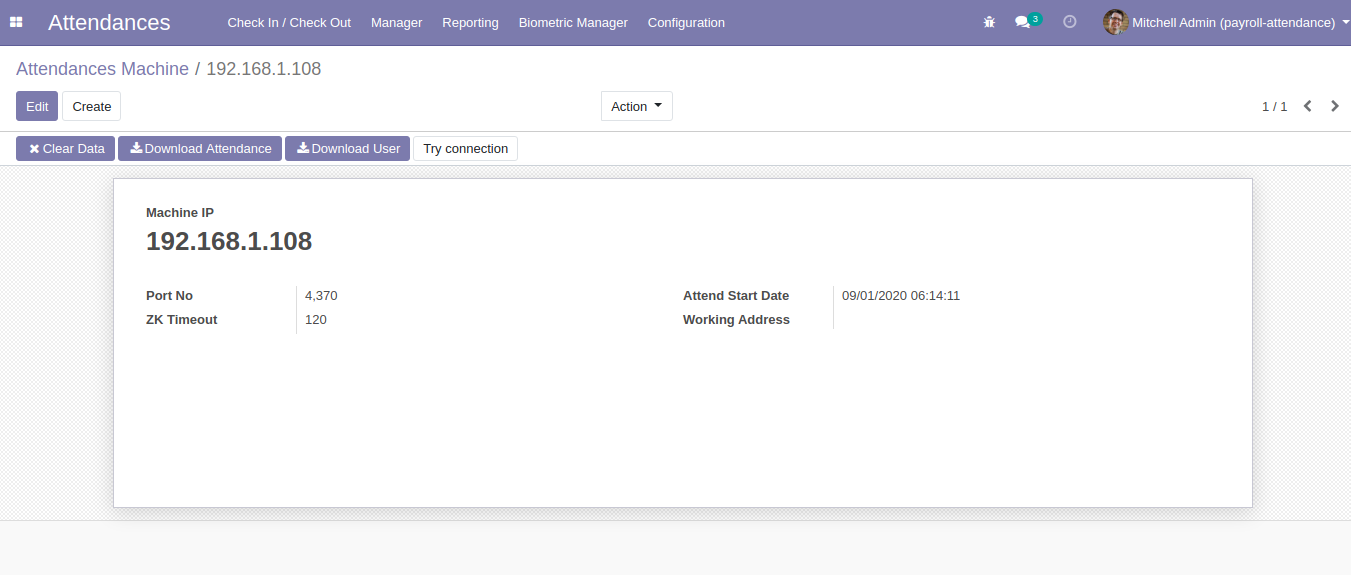 Attendances Check In / Check Out Manager Reporting Biometric Manager Configuration 3 Mitchell Admin (payroll-attendance)
Attendances Machine / 192.168.1.108
Edit Create Action 1 / 1
Clear Data Download Attendance Download User Try connection
Machine IP
192.168.1.108
Port No 4,370 Attend Start Date 09/01/2020 06:14:11
ZK Timeout 120 Working Address